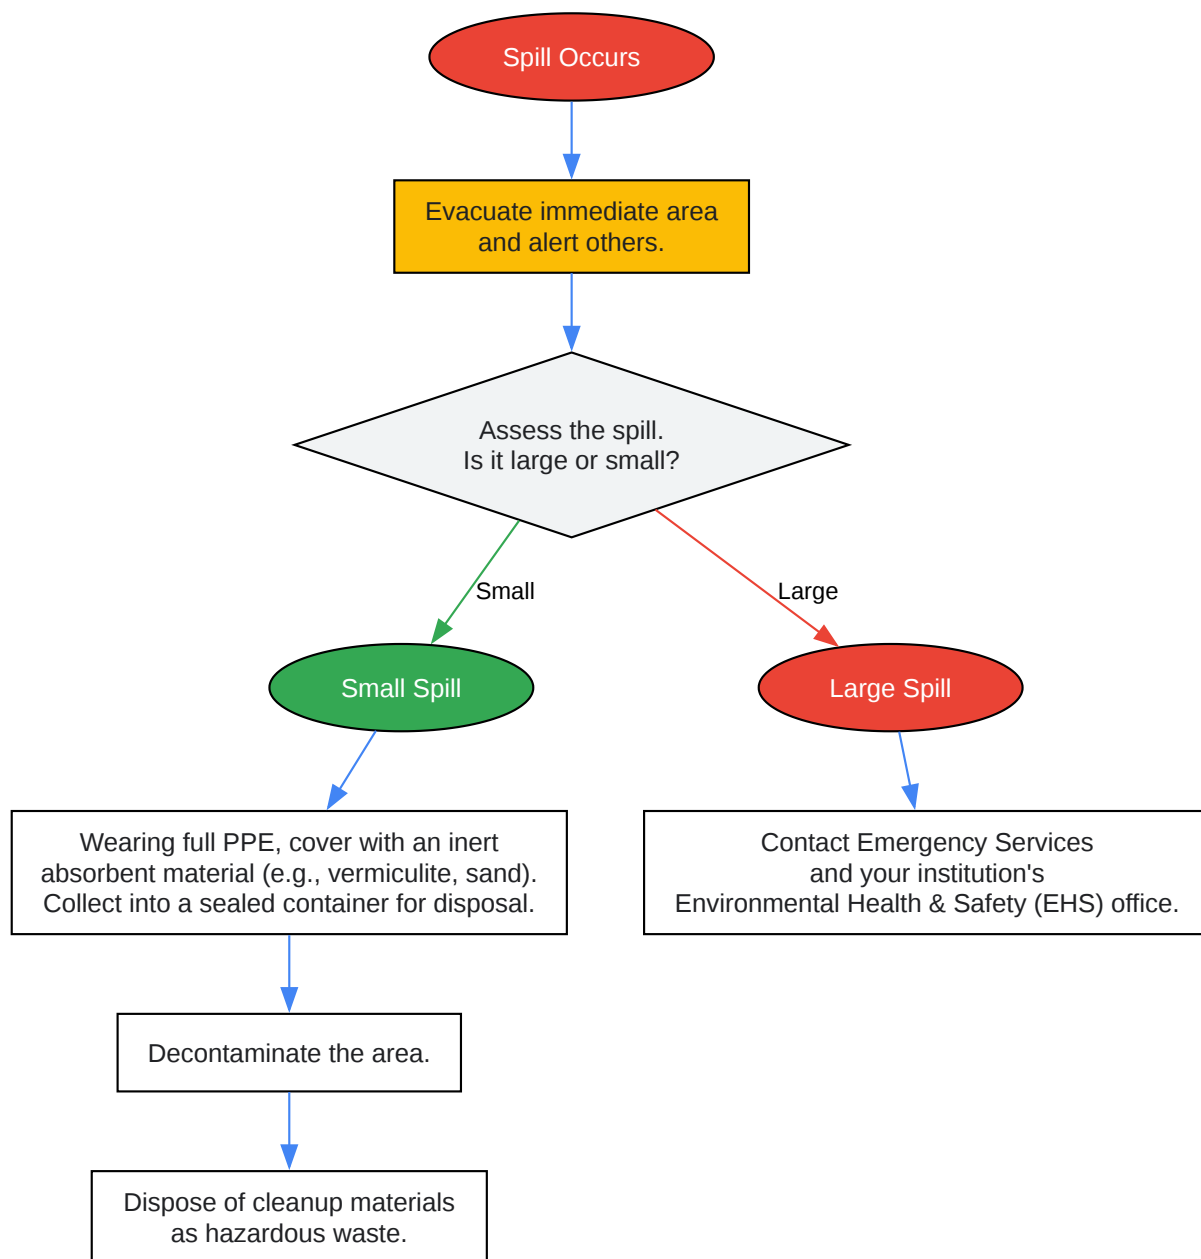 Spill Occurs
Evacuate immediate area
and alert others.
Assess the spill.
Is it large or small?
Small
Large
Small Spill
Large Spill
Wearing full PPE, cover with an inert
absorbent material (e.g., vermiculite, sand).
Collect into a sealed container for disposal.
Contact Emergency Services
and your institution's
Environmental Health & Safety (EHS) office.
Decontaminate the area.
Dispose of cleanup materials
as hazardous waste.